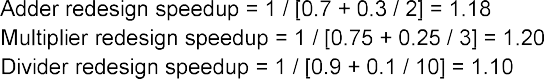 Adder redesign speedup = 1 / [0.7 + 0.3 / 2] = 1.18
Multiplier redesign speedup = 1 / [0.75 + 0.25 / 3] = 1.20
Divider redesign speedup = 1 / [0.9 + 0.1 / 10] = 1.10